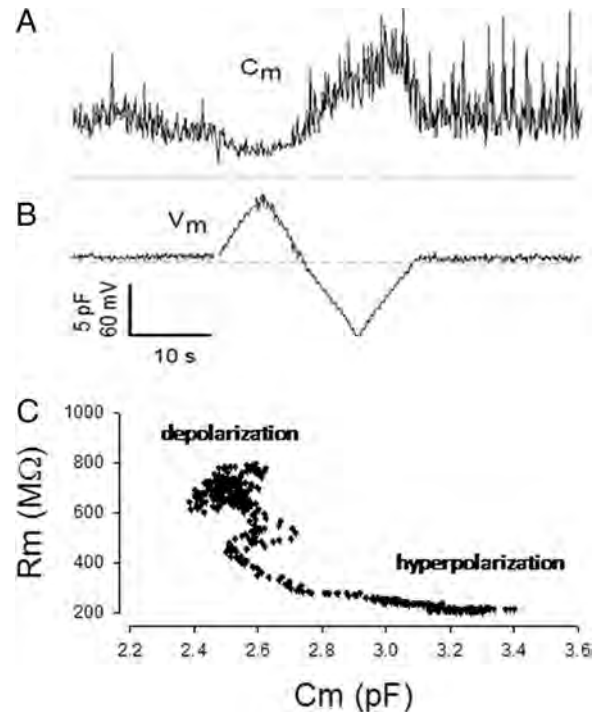 A
Cm
B
Vm
5 pF
60 mV
10 s
C
depolarization
hyperpolarization
Rm (MΩ)
1000
800
600
400
200
2.2 2.4 2.6 2.8 3.0 3.2 3.4 3.6
Cm (pF)